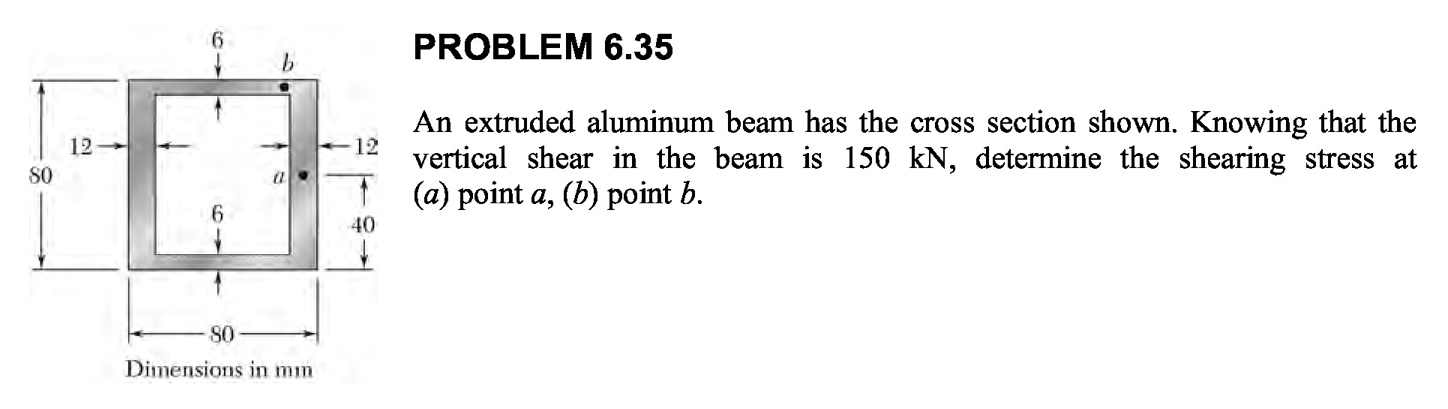 PROBLEM 6.35
An extruded aluminum beam has the cross section shown. Knowing that the
vertical shear in the beam is 150 kN, determine the shearing stress at
(a) point a, (b) point b.
6
b
12
12
80
a
6
40
80
Dimensions in mm